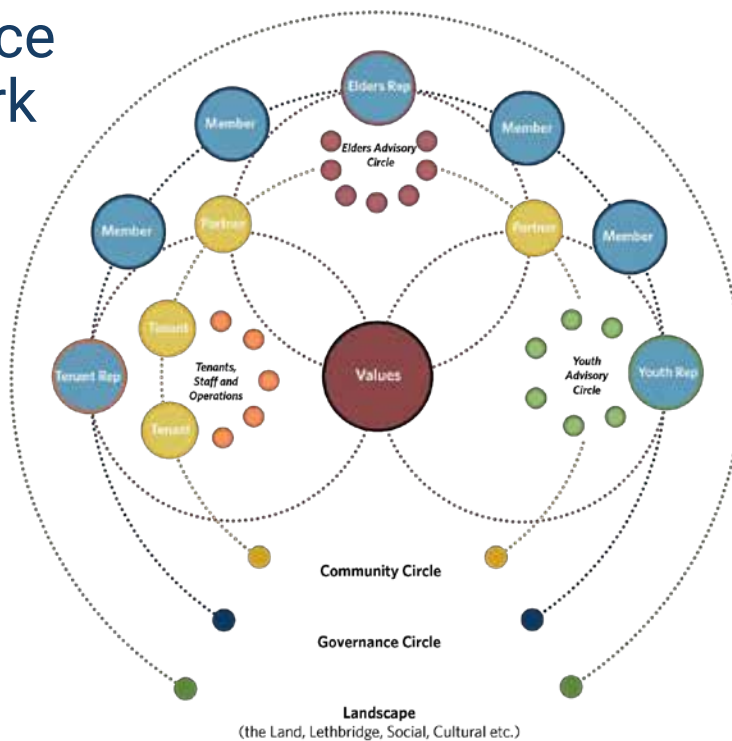 ce
rk
Elders Rep
Member
Member
Elders Advisory
Circle
Partner
Partner
Member
Member
Tenant
Tenants,
Staff and
Operations
Tenant Rep
Values
Youth
Advisory
Circle
Youth Rep
Tenant
Community Circle
Governance Circle
Landscape
(the Land, Lethbridge, Social, Cultural etc.)